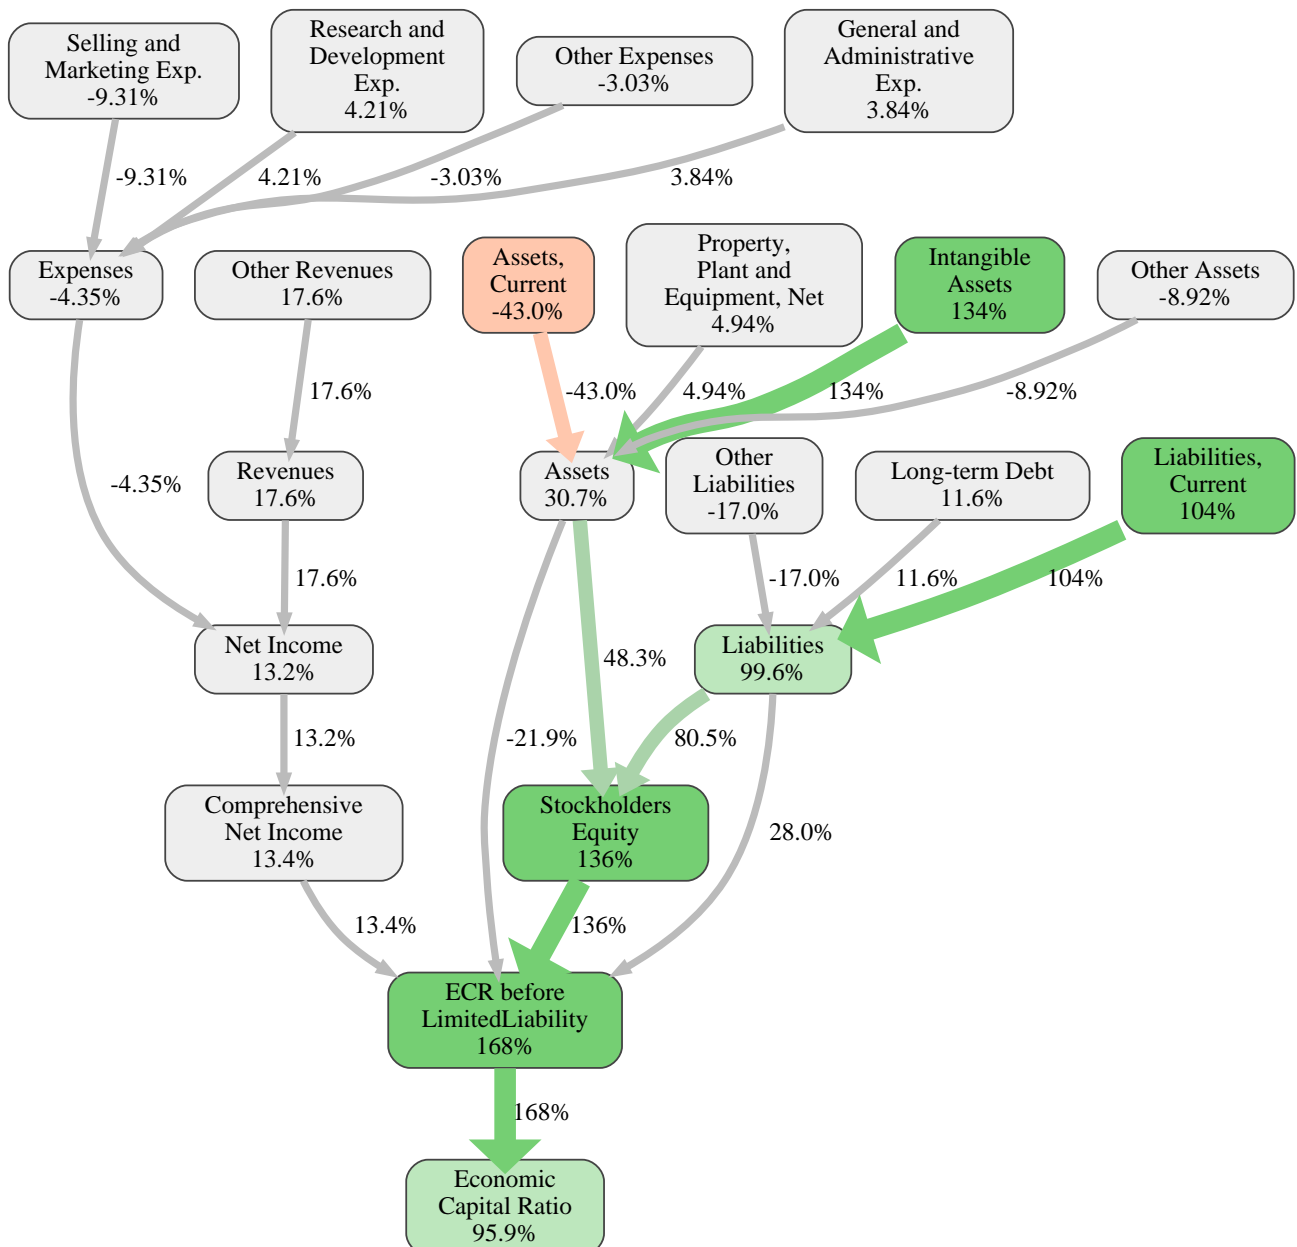 Selling and
Marketing Exp.
-9.31%
Research and
Development
Exp.
4.21%
Other Expenses
-3.03%
General and
Administrative
Exp.
3.84%
-9.31%
4.21%
-3.03%
3.84%
Expenses
-4.35%
Other Revenues
17.6%
Assets,
Current
-43.0%
Property,
Plant and
Equipment, Net
4.94%
Intangible
Assets
134%
Other Assets
-8.92%
17.6%
-43.0%
4.94%
134%
-8.92%
-4.35%
Revenues
17.6%
Assets
30.7%
Other
Liabilities
-17.0%
Long-term Debt
11.6%
Liabilities,
Current
104%
17.6%
-17.0%
11.6%
104%
Net Income
13.2%
48.3%
Liabilities
99.6%
13.2%
-21.9%
80.5%
Comprehensive
Net Income
13.4%
Stockholders
Equity
136%
28.0%
13.4%
136%
ECR before
LimitedLiability
168%
168%
Economic
Capital Ratio
95.9%